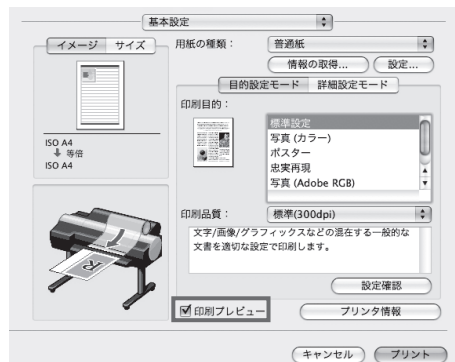 基本設定
イメージ サイズ
用紙の種類： 普通紙
情報の取得... 設定...
目的設定モード 詳細設定モード
印刷目的：
標準設定
写真 (カラー)
ポスター
忠実再現
写真 (Adobe RGB)
ISO A4
等倍
ISO A4
印刷品質： 標準(300dpi)
文字/画像/グラフィックスなどの混在する一般的な
文書を適切な設定で印刷します。
設定確認
印刷プレビュー プリンタ情報
キャンセル プリント